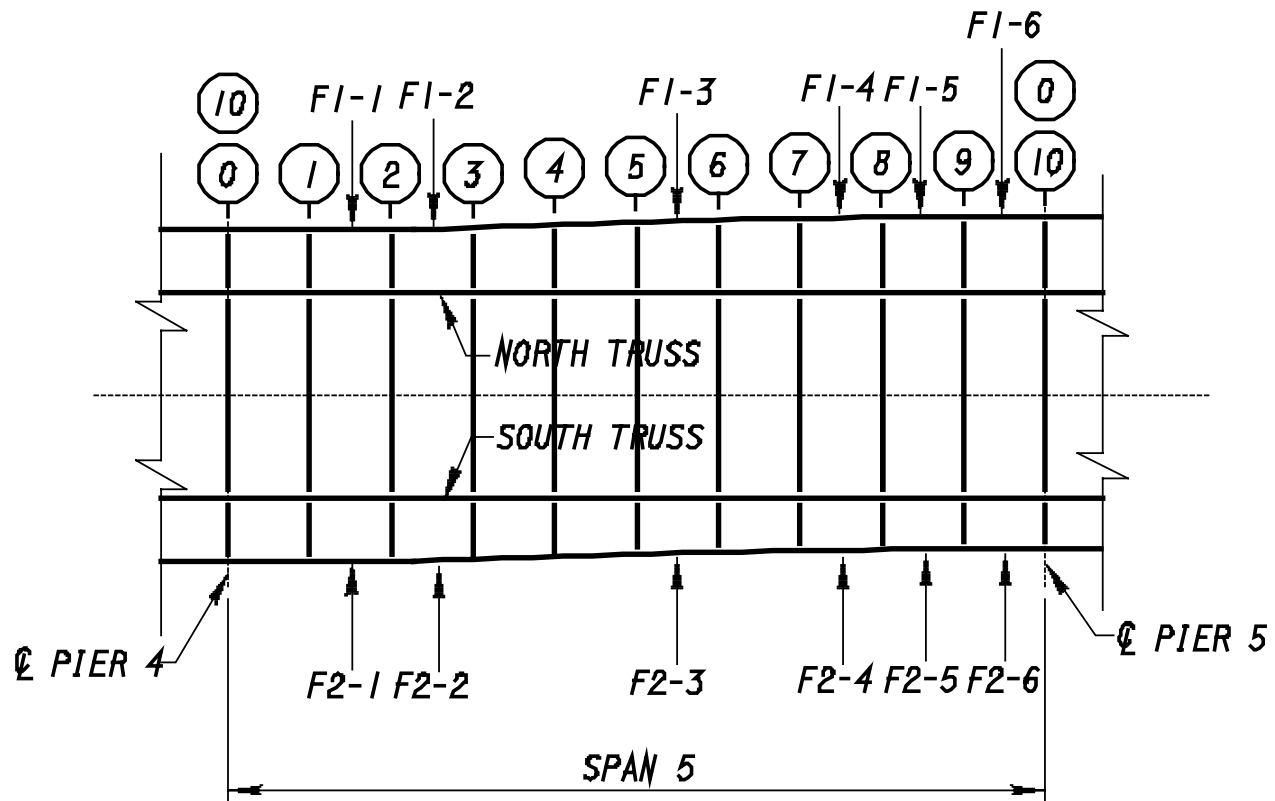 F1-6
10 0
F1-1 F1-2 F1-3 F1-4 F1-5
0 1 2 3 4 5 6 7 8 9 10
NORTH TRUSS
SOUTH TRUSS
℄ PIER 4
℄ PIER 5
F2-1 F2-2 F2-3 F2-4 F2-5 F2-6
SPAN 5